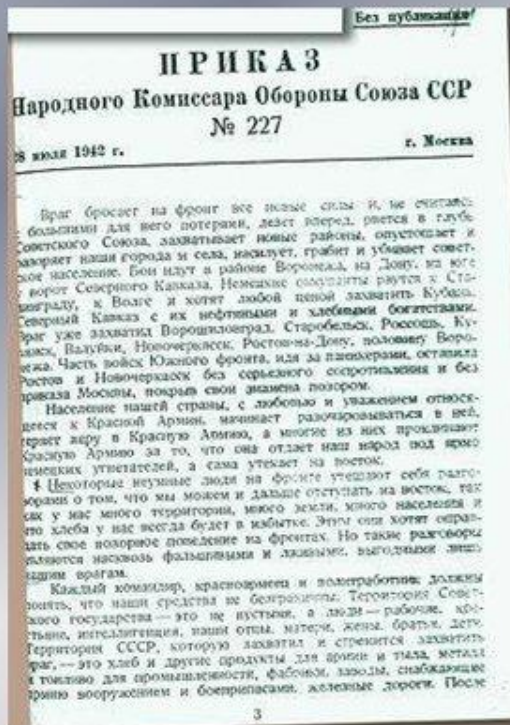 Без публикации
ПРИКАЗ
Народного Комиссара Обороны Союза ССР
№ 227
28 июля 1942 г. г. Москва
Враг бросает на фронт все новые силы и, не считаясь
с большими для него потерями, лезет вперед, рвется в глубь
Советского Союза, захватывает новые районы, опустошает и
разоряет наши города и села, насилует, грабит и убивает совет-
ское население. Бои идут в районе Воронежа, на Дону, на юге
у ворот Северного Кавказа. Немецкие оккупанты рвутся к Ста-
линграду, к Волге и хотят любой ценой захватить Кубань,
Северный Кавказ с их нефтяными и хлебными богатствами.
Враг уже захватил Ворошиловград, Старобельск, Россошь, Ку-
пянск, Валуйки, Новочеркасск, Ростов-на-Дону, половину Воро-
нежа. Часть войск Южного фронта, идя за паникерами, оставила
Ростов и Новочеркасск без серьезного сопротивления и без
приказа Москвы, покрыв свои знамена позором.
Население нашей страны, с любовью и уважением относя-
щееся к Красной Армии, начинает разочаровываться в ней,
теряет веру в Красную Армию, а многие из них проклинают
Красную Армию за то, что она отдает наш народ под ярмо
немецких угнетателей, а сама утекает на восток.
Некоторые неумные люди на фронте утешают себя разго-
ворами о том, что мы можем и дальше отступать на восток, так
как у нас много территории, много земли, много населения и
что хлеба у нас всегда будет в избытке. Этим они хотят оправ-
дать свое позорное поведение на фронтах. Но такие разговоры
являются насквозь фальшивыми и лживыми, выгодными лишь
нашим врагам.
Каждый командир, красноармеец и политработник должны
понять, что наши средства не безграничны. Территория Совет-
ского государства — это не пустыня, а люди — рабочие, кре-
стьяне, интеллигенция, наши отцы, матери, жены, братья, дети.
Территория СССР, которую захватил и стремится захватить
враг, — это хлеб и другие продукты для армии и тыла, металл
и топливо для промышленности, фабрики, заводы, снабжающие
армию вооружением и боеприпасами, железные дороги. После
3